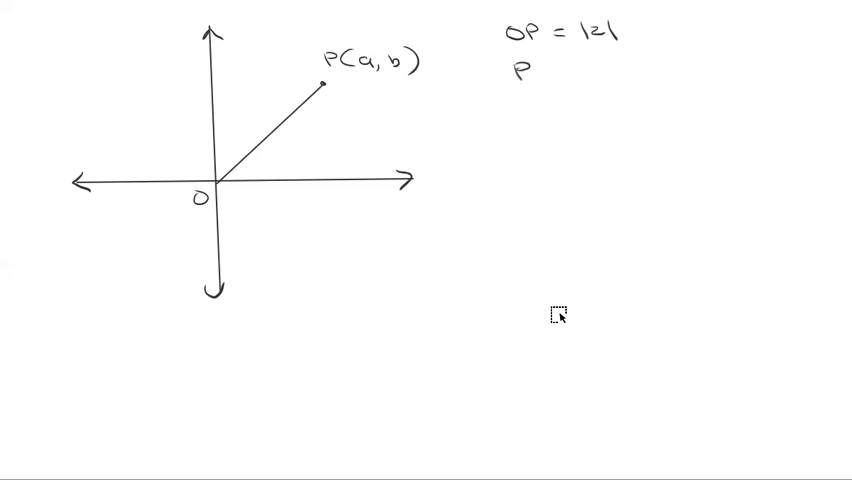 OP = |z|
P(a, b)
P
O